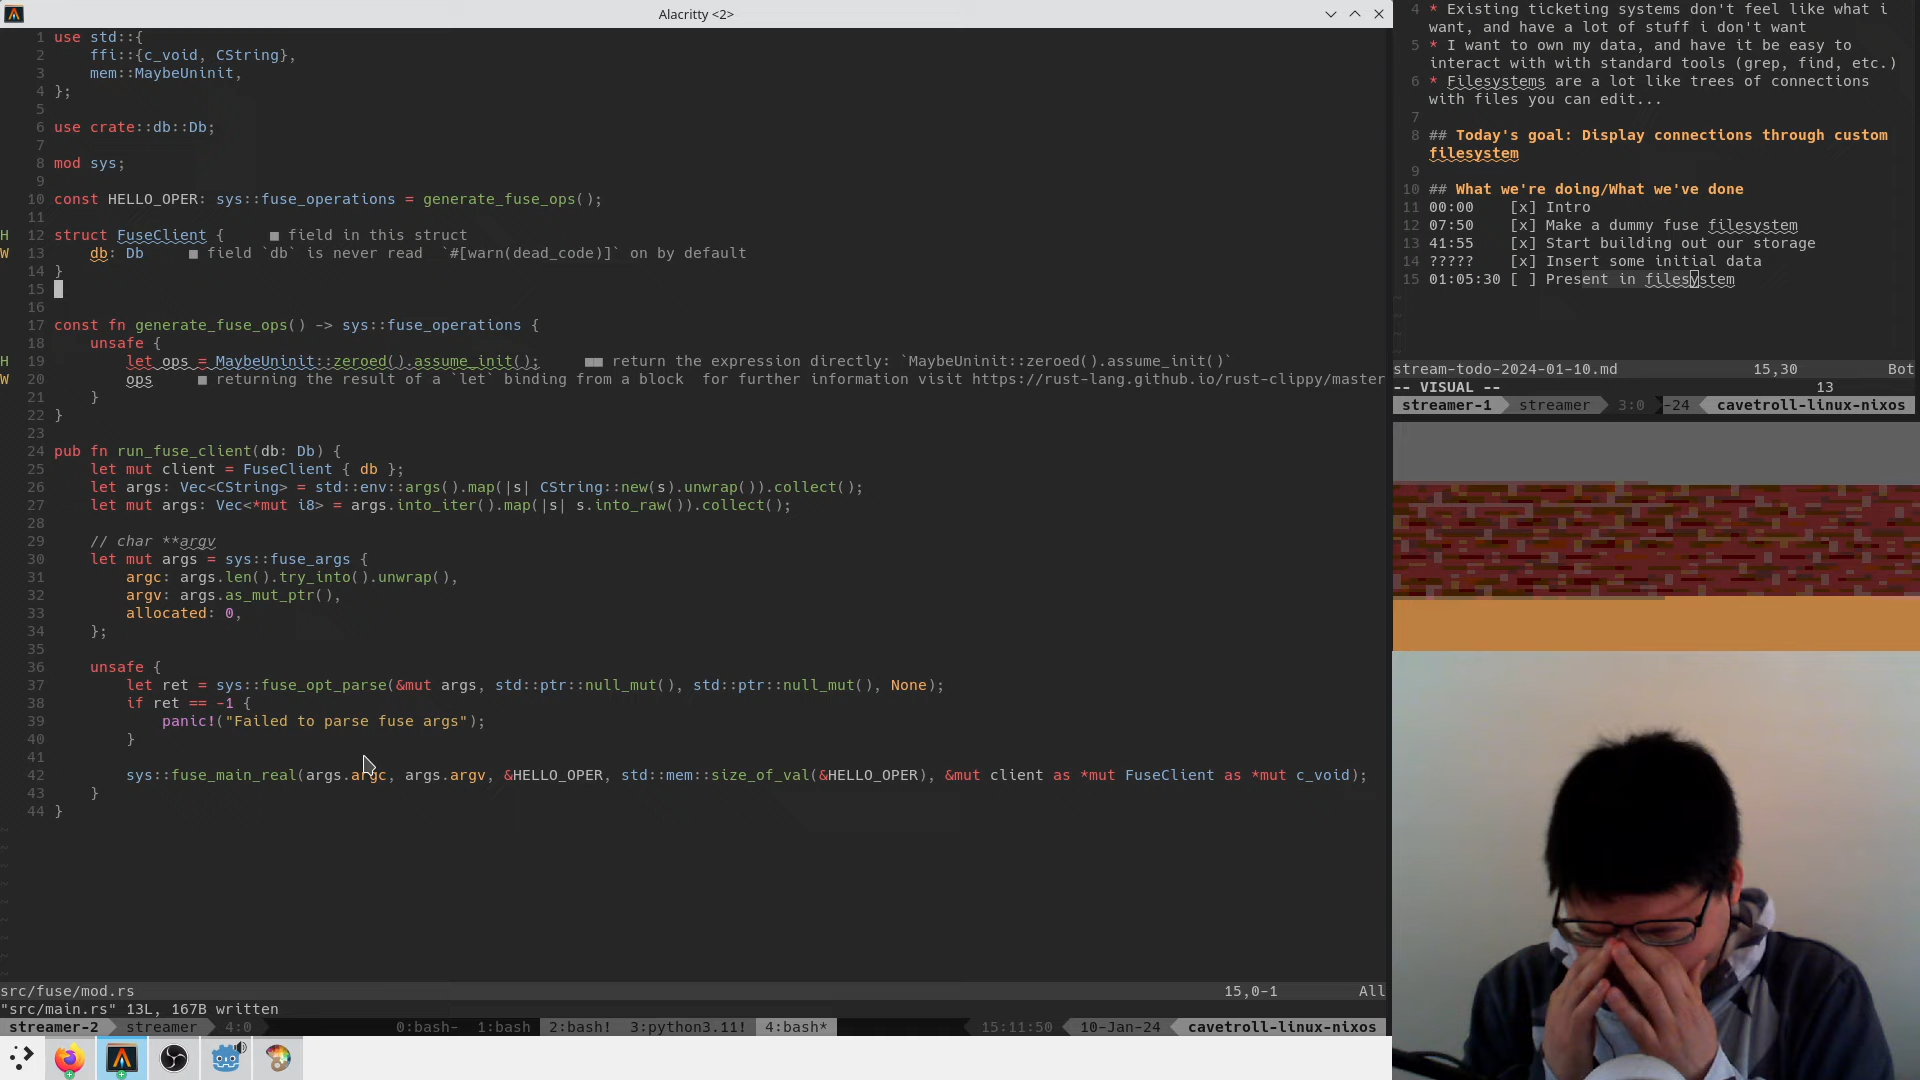 Alacritty <2>
1 use std::{
2 ffi::{c_void, CString},
3 mem::MaybeUninit,
4 };
5
6 use crate::db::Db;
7
8 mod sys;
9
10 const HELLO_OPER: sys::fuse_operations = generate_fuse_ops();
11
H 12 struct FuseClient { ■ field in this struct
W 13 db: Db ■ field `db` is never read `#[warn(dead_code)]` on by default
14 }
15
16
17 const fn generate_fuse_ops() -> sys::fuse_operations {
18 unsafe {
H 19 let ops = MaybeUninit::zeroed().assume_init(); ■■ return the expression directly: `MaybeUninit::zeroed().assume_init()`
W 20 ops ■ returning the result of a `let` binding from a block for further information visit https://rust-lang.github.io/rust-clippy/master
21 }
22 }
23
24 pub fn run_fuse_client(db: Db) {
25 let mut client = FuseClient { db };
26 let args: Vec<CString> = std::env::args().map(|s| CString::new(s).unwrap()).collect();
27 let mut args: Vec<*mut i8> = args.into_iter().map(|s| s.into_raw()).collect();
28
29 // char **argv
30 let mut args = sys::fuse_args {
31 argc: args.len().try_into().unwrap(),
32 argv: args.as_mut_ptr(),
33 allocated: 0,
34 };
35
36 unsafe {
37 let ret = sys::fuse_opt_parse(&mut args, std::ptr::null_mut(), std::ptr::null_mut(), None);
38 if ret == -1 {
39 panic!("Failed to parse fuse args");
40 }
41
42 sys::fuse_main_real(args.argc, args.argv, &HELLO_OPER, std::mem::size_of_val(&HELLO_OPER), &mut client as *mut FuseClient as *mut c_void);
43 }
44 }
src/fuse/mod.rs 15,0-1 All
"src/main.rs" 13L, 167B written
streamer-2 streamer 4:0 0:bash- 1:bash 2:bash! 3:python3.11! 4:bash* 15:11:50 10-Jan-24 cavetroll-linux-nixos
4 * Existing ticketing systems don't feel like what i
want, and have a lot of stuff i don't want
5 * I want to own my data, and have it be easy to
interact with with standard tools (grep, find, etc.)
6 * Filesystems are a lot like trees of connections
with files you can edit...
7
8 ## Today's goal: Display connections through custom
filesystem
9
10 ## What we're doing/What we've done
11 00:00 [x] Intro
12 07:50 [x] Make a dummy fuse filesystem
13 41:55 [x] Start building out our storage
14 ????? [x] Insert some initial data
15 01:05:30 [ ] Present in filesystem
stream-todo-2024-01-10.md 15,30 Bot
-- VISUAL -- 13
streamer-1 streamer 3:0 -24 cavetroll-linux-nixos